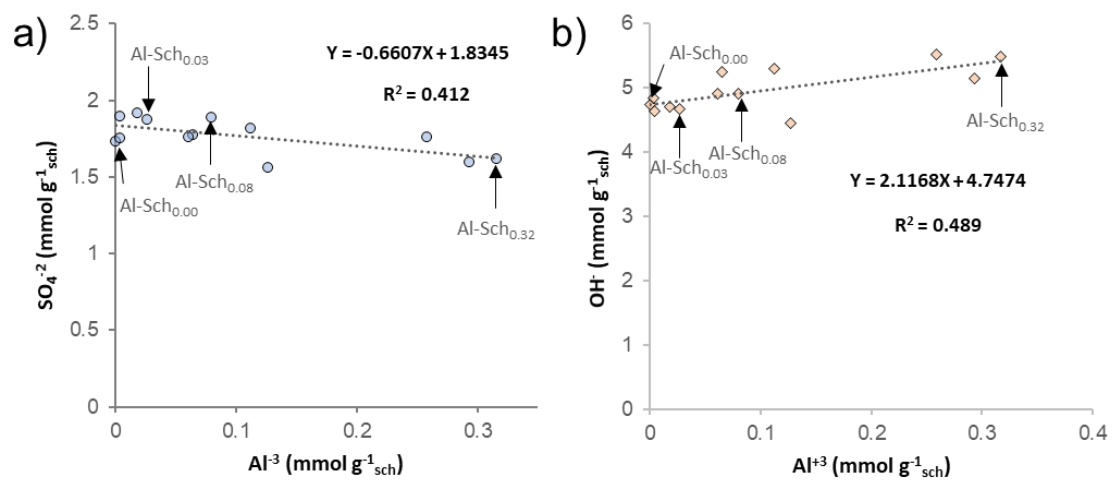 a)
2.5
2
1.5
1
0.5
0
0
0.1
0.2
0.3
SO₄⁻² (mmol g⁻¹sch)
Al⁻³ (mmol g⁻¹sch)
Al-Sch₀.₀₃
Y = -0.6607X + 1.8345
R² = 0.412
Al-Sch₀.₀₈
Al-Sch₀.₀₀
Al-Sch₀.₃₂
b)
6
5
4
3
2
1
0
0
0.1
0.2
0.3
0.4
OH⁻ (mmol g⁻¹sch)
Al⁺³ (mmol g⁻¹sch)
Al-Sch₀.₀₀
Al-Sch₀.₀₃
Al-Sch₀.₀₈
Al-Sch₀.₃₂
Y = 2.1168X + 4.7474
R² = 0.489